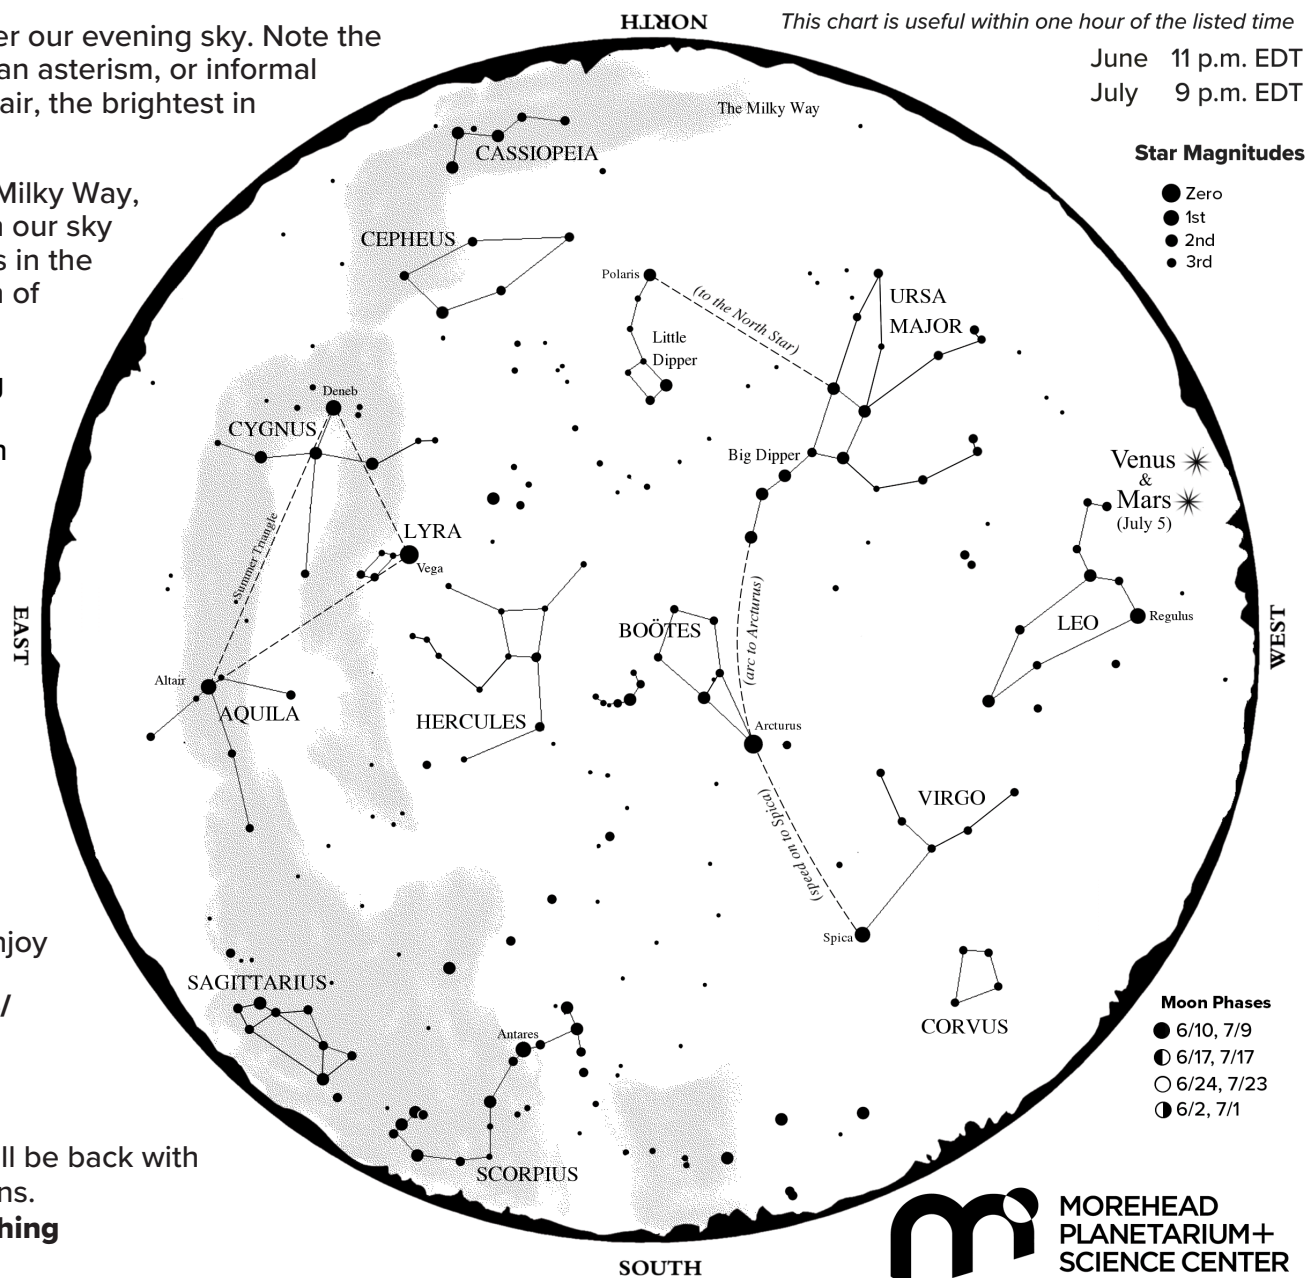 er our evening sky. Note the
an asterism, or informal
air, the brightest in
Milky Way,
our sky
s in the
of
njoy
/
ll be back with
ns.
hing
NORTH
This chart is useful within one hour of the listed time
June 11 p.m. EDT
July 9 p.m. EDT
Star Magnitudes
Zero
1st
2nd
3rd
The Milky Way
CASSIOPEIA
CEPHEUS
Polaris
(to the North Star)
URSA
MAJOR
Little
Dipper
Deneb
CYGNUS
Big Dipper
Venus
&
Mars
(July 5)
LYRA
Vega
Summer Triangle
EAST
BOÖTES
(arc to Arcturus)
LEO
Regulus
WEST
Altair
AQUILA
HERCULES
Arcturus
VIRGO
(speed on to Spica)
Spica
SAGITTARIUS
Antares
CORVUS
SCORPIUS
SOUTH
Moon Phases
6/10, 7/9
6/17, 7/17
6/24, 7/23
6/2, 7/1
MOREHEAD
PLANETARIUM+
SCIENCE CENTER